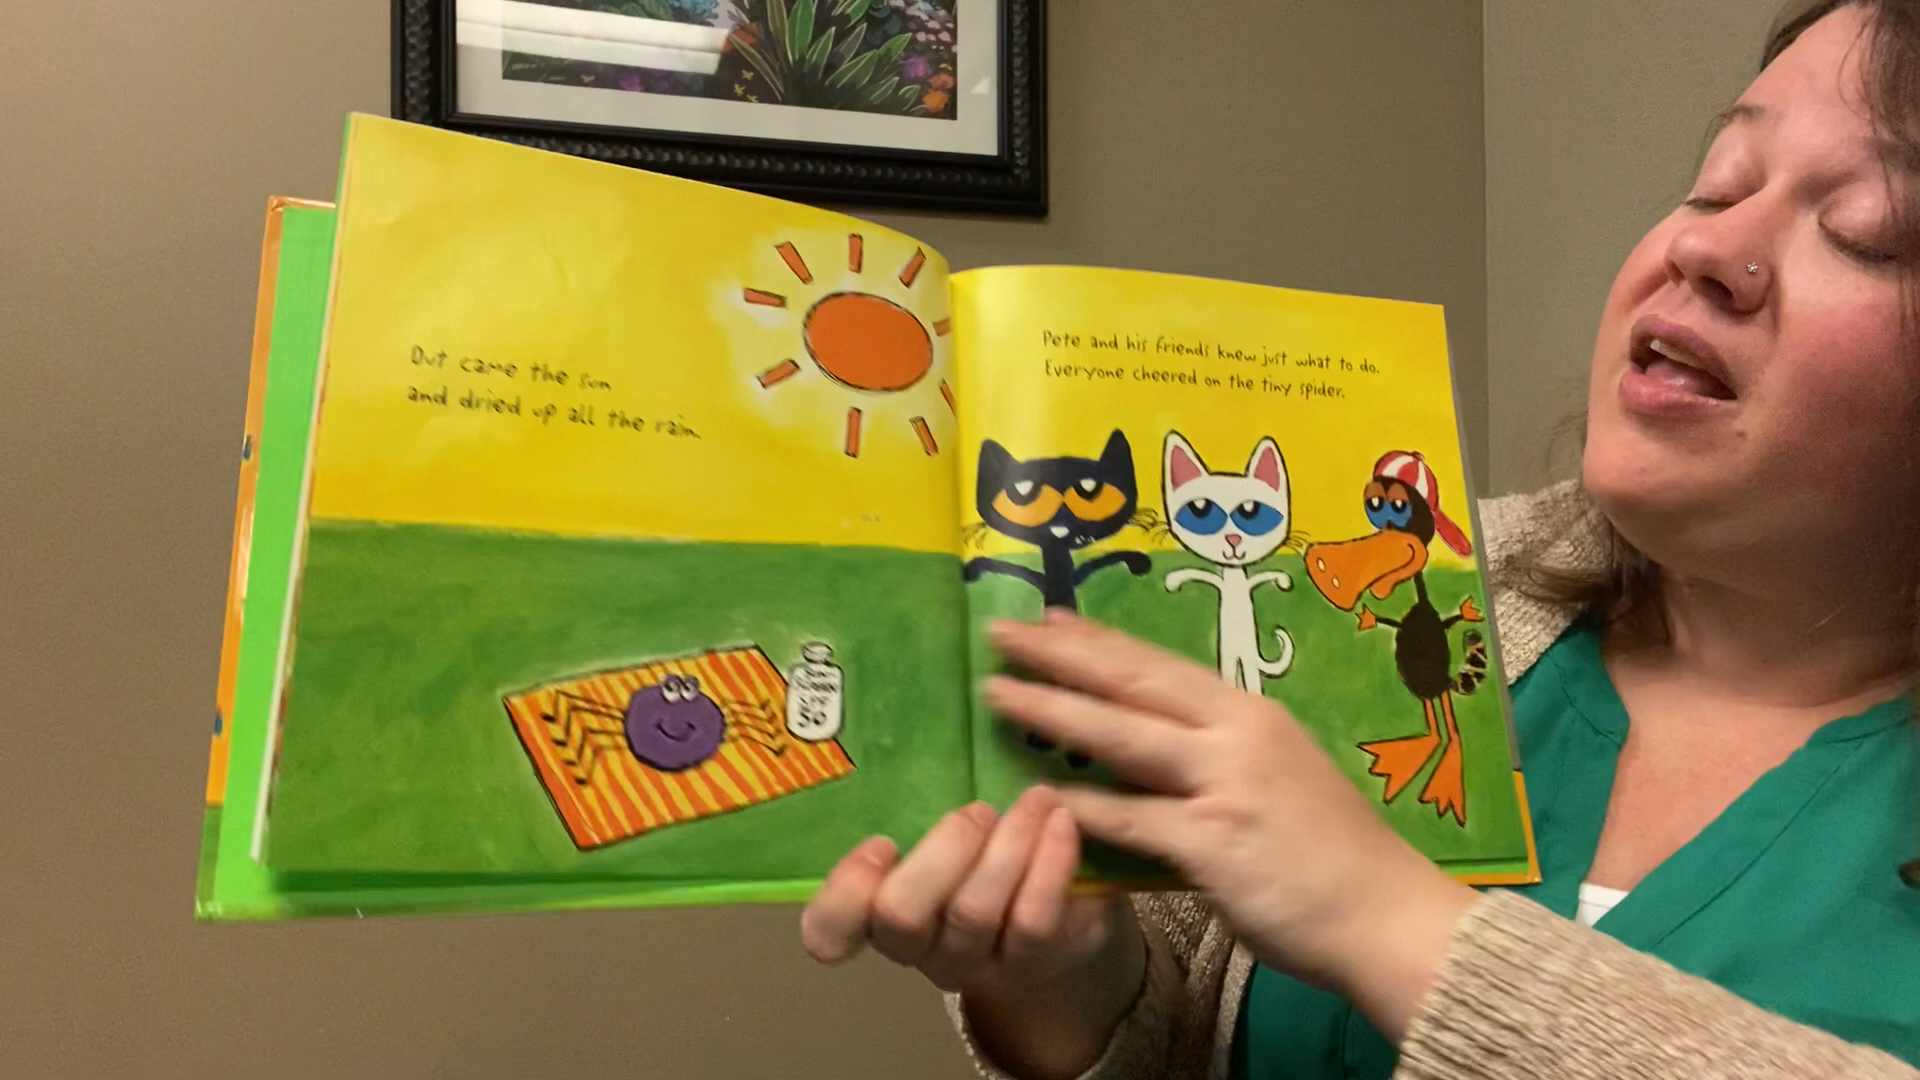 Out came the sun
and dried up all the rain.
Pete and his friends knew just what to do.
Everyone cheered on the tiny spider.
50